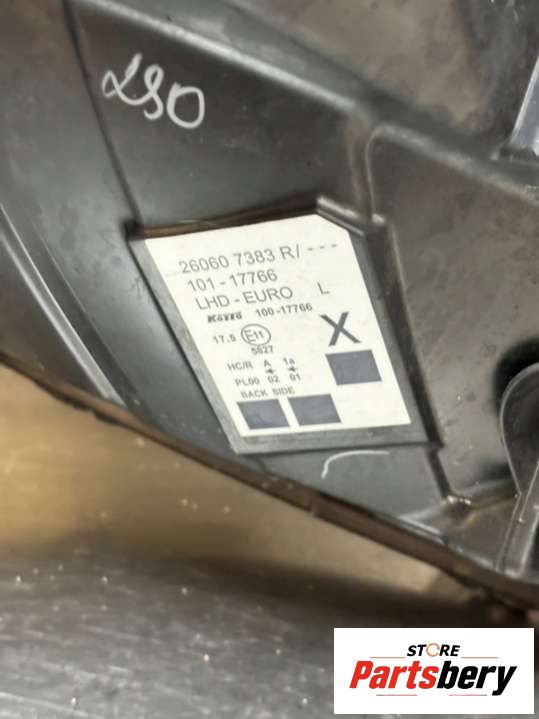 290
26060 7383 R/ ---
101-17766
LHD-EURO L
KOITO 100-17766
X
17.5 E11
5627
HC/R A 1a
PL00 02 01
BACK SIDE
STORE
Partsbery